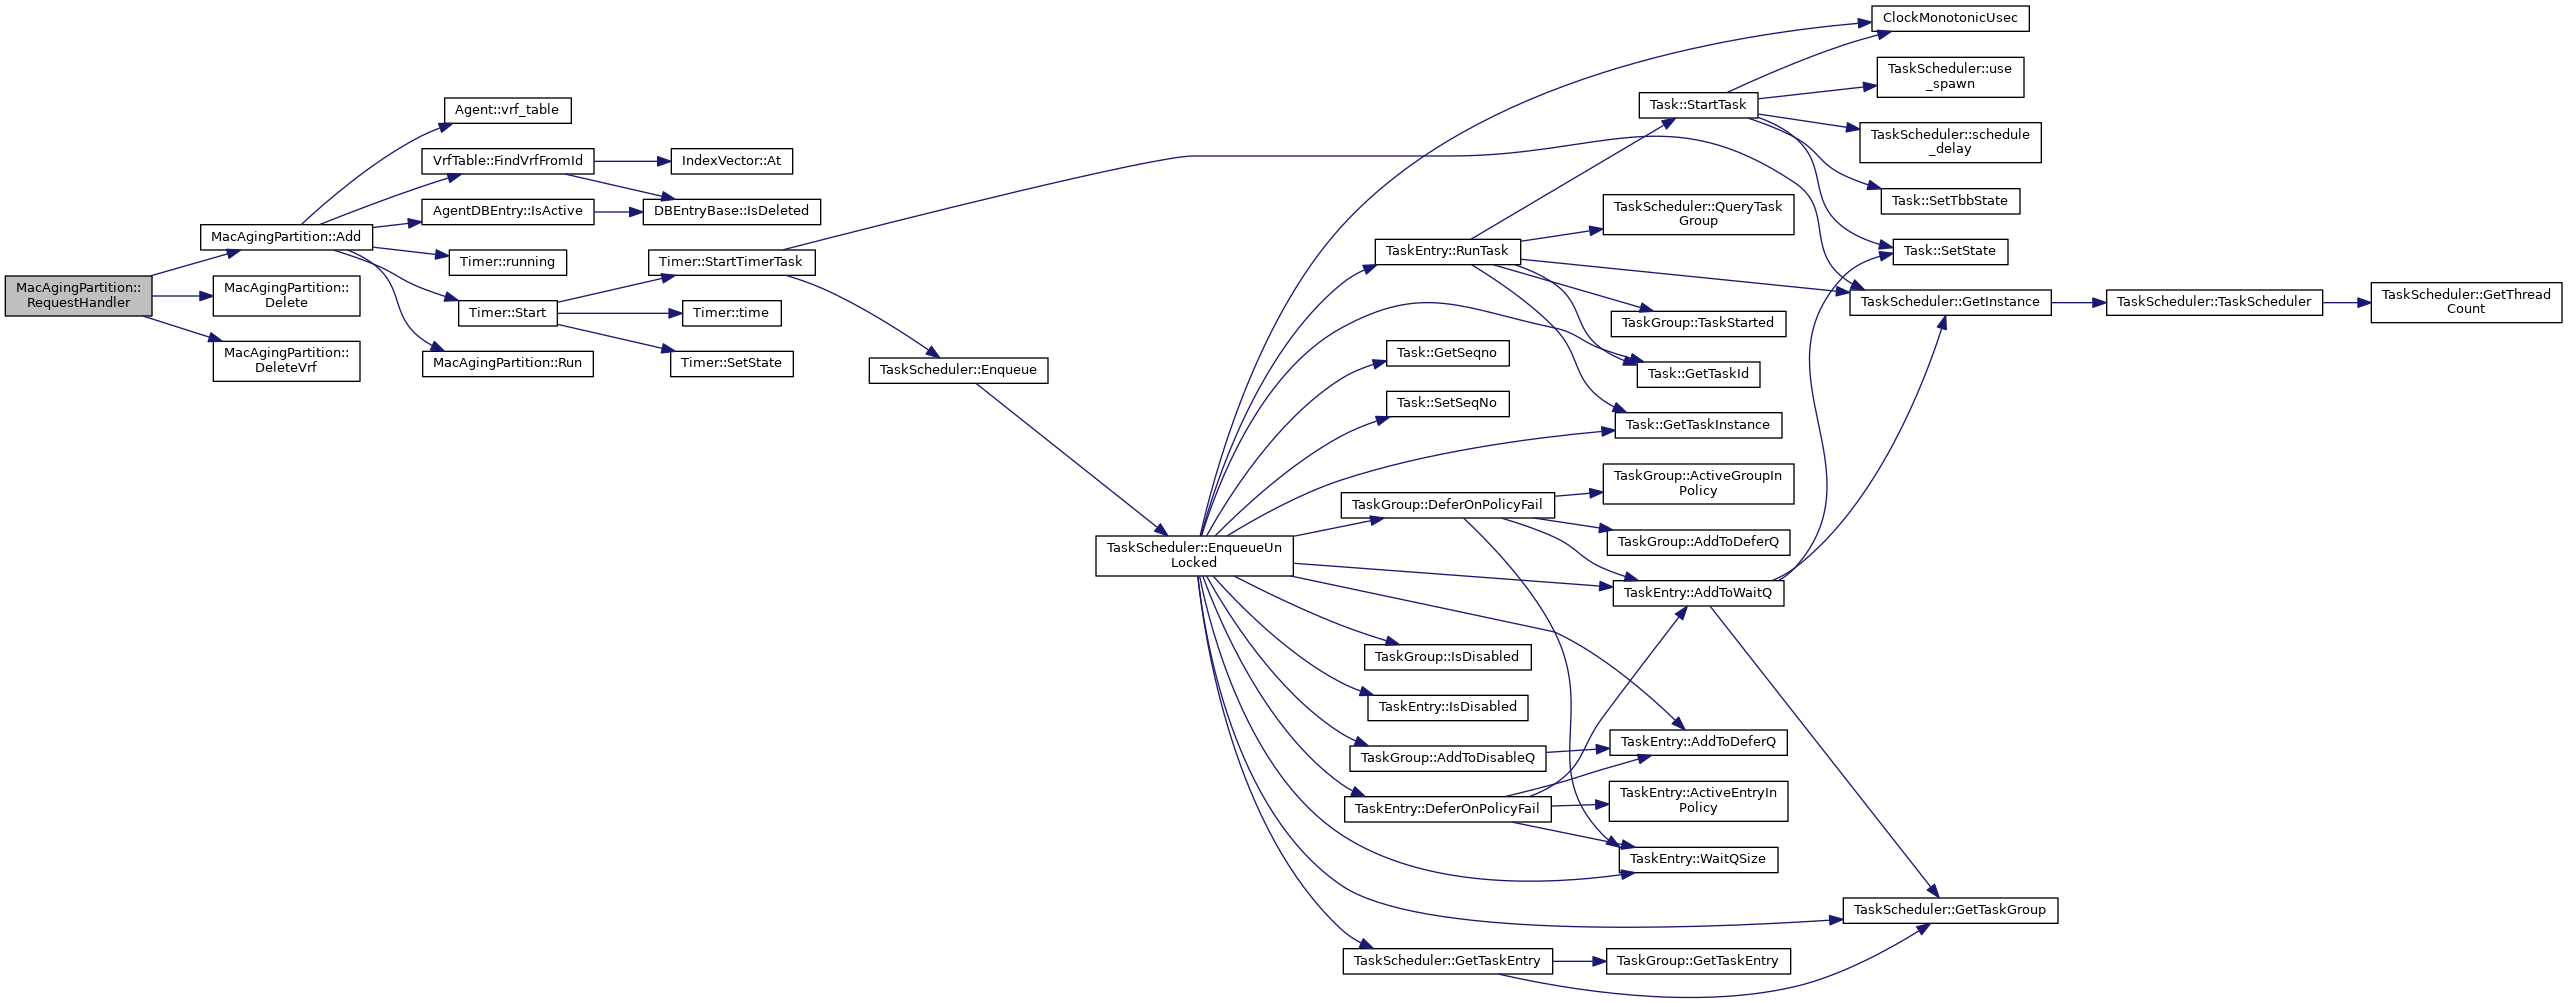 MacAgingPartition::
RequestHandler
MacAgingPartition::Add
MacAgingPartition::
Delete
MacAgingPartition::
DeleteVrf
Agent::vrf_table
VrfTable::FindVrfFromId
AgentDBEntry::IsActive
Timer::running
Timer::Start
MacAgingPartition::Run
IndexVector::At
DBEntryBase::IsDeleted
Timer::StartTimerTask
Timer::time
Timer::SetState
TaskScheduler::Enqueue
TaskScheduler::EnqueueUn
Locked
TaskEntry::RunTask
Task::GetSeqno
Task::SetSeqNo
TaskGroup::DeferOnPolicyFail
TaskGroup::IsDisabled
TaskEntry::IsDisabled
TaskGroup::AddToDisableQ
TaskEntry::DeferOnPolicyFail
TaskScheduler::GetTaskEntry
Task::StartTask
TaskScheduler::QueryTask
Group
TaskGroup::TaskStarted
Task::GetTaskId
Task::GetTaskInstance
TaskGroup::ActiveGroupIn
Policy
TaskGroup::AddToDeferQ
TaskEntry::AddToWaitQ
TaskEntry::AddToDeferQ
TaskEntry::ActiveEntryIn
Policy
TaskEntry::WaitQSize
TaskGroup::GetTaskEntry
ClockMonotonicUsec
TaskScheduler::use
_spawn
TaskScheduler::schedule
_delay
Task::SetTbbState
Task::SetState
TaskScheduler::GetInstance
TaskScheduler::GetTaskGroup
TaskScheduler::TaskScheduler
TaskScheduler::GetThread
Count